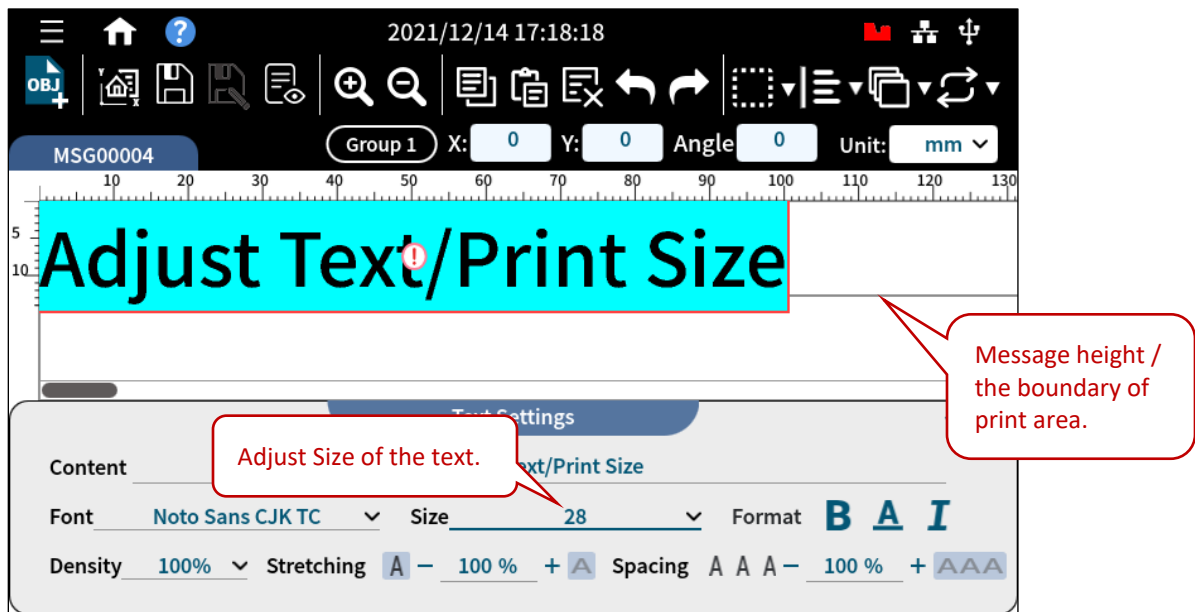 2021/12/14 17:18:18
OBJ
MSG00004
Group 1 X: 0 Y: 0 Angle 0 Unit: mm
10 20 30 40 50 60 70 80 90 100 110 120 130
5
10
Adjust Text/Print Size
Message height /
the boundary of
print area.
Text Settings
Adjust Size of the text.
Content Text/Print Size
Font Noto Sans CJK TC Size 28 Format B A I
Density 100% Stretching A − 100 % + A Spacing A A A − 100 % + AAA